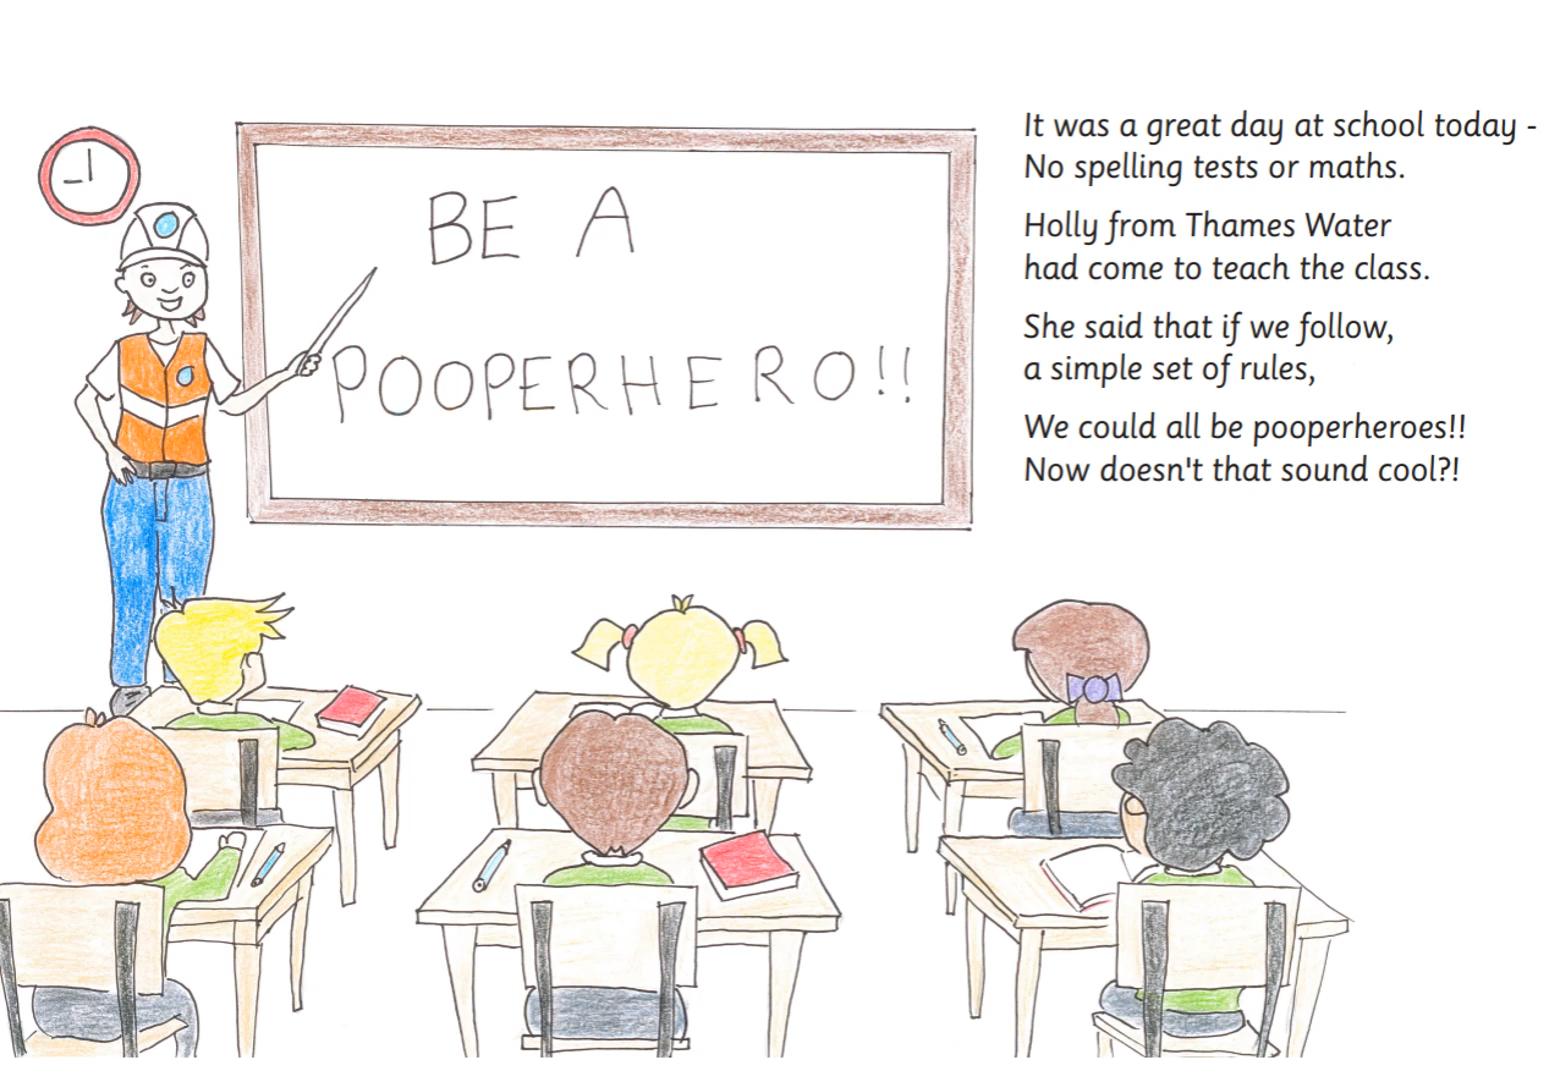 BE A
POOPERHERO!!
It was a great day at school today -
No spelling tests or maths.
Holly from Thames Water
had come to teach the class.
She said that if we follow,
a simple set of rules,
We could all be pooperheroes!!
Now doesn't that sound cool?!